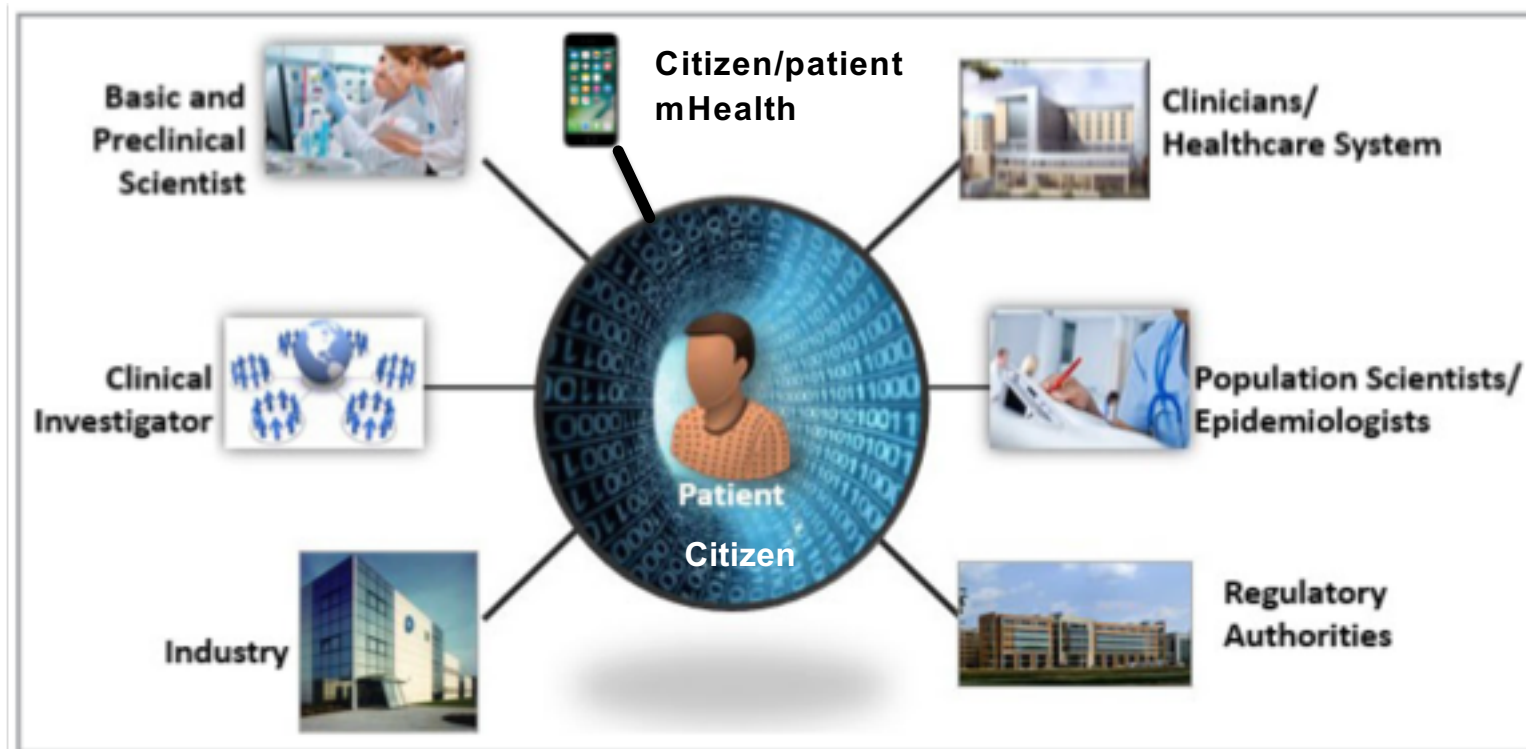 Citizen/patient
mHealth
Basic and
Preclinical
Scientist
Clinicians/
Healthcare System
Clinical
Investigator
Population Scientists/
Epidemiologists
Patient
Citizen
Industry
Regulatory
Authorities